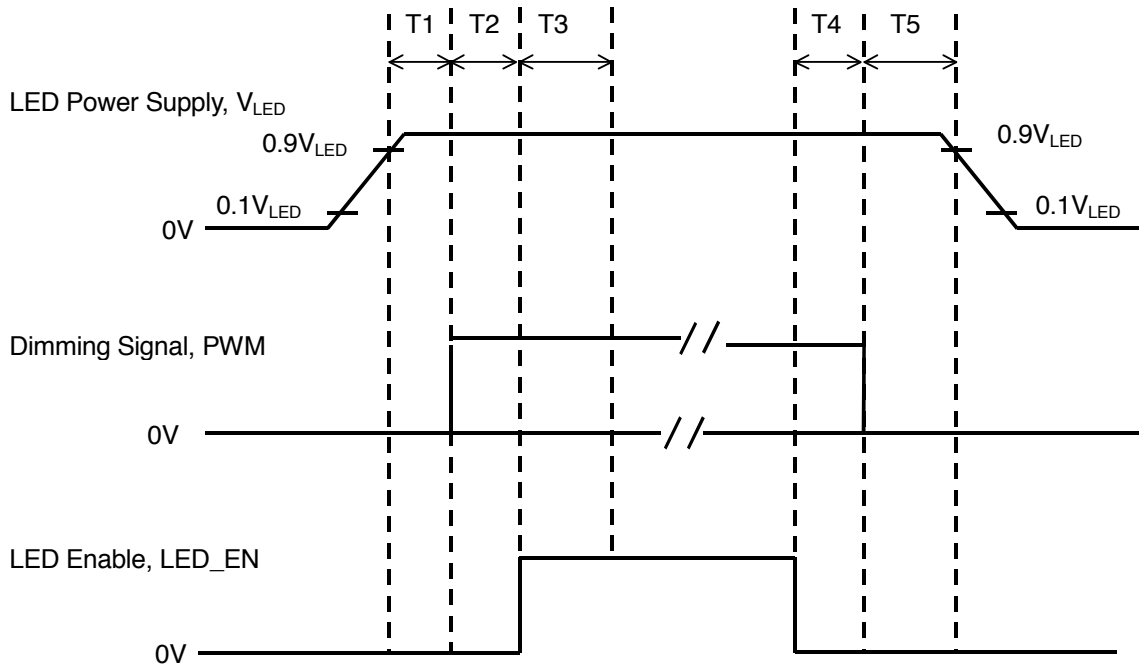 T1 T2 T3 T4 T5
LED Power Supply, VLED
0.9VLED 0.9VLED
0.1VLED 0.1VLED
0V
Dimming Signal, PWM
0V
LED Enable, LED_EN
0V